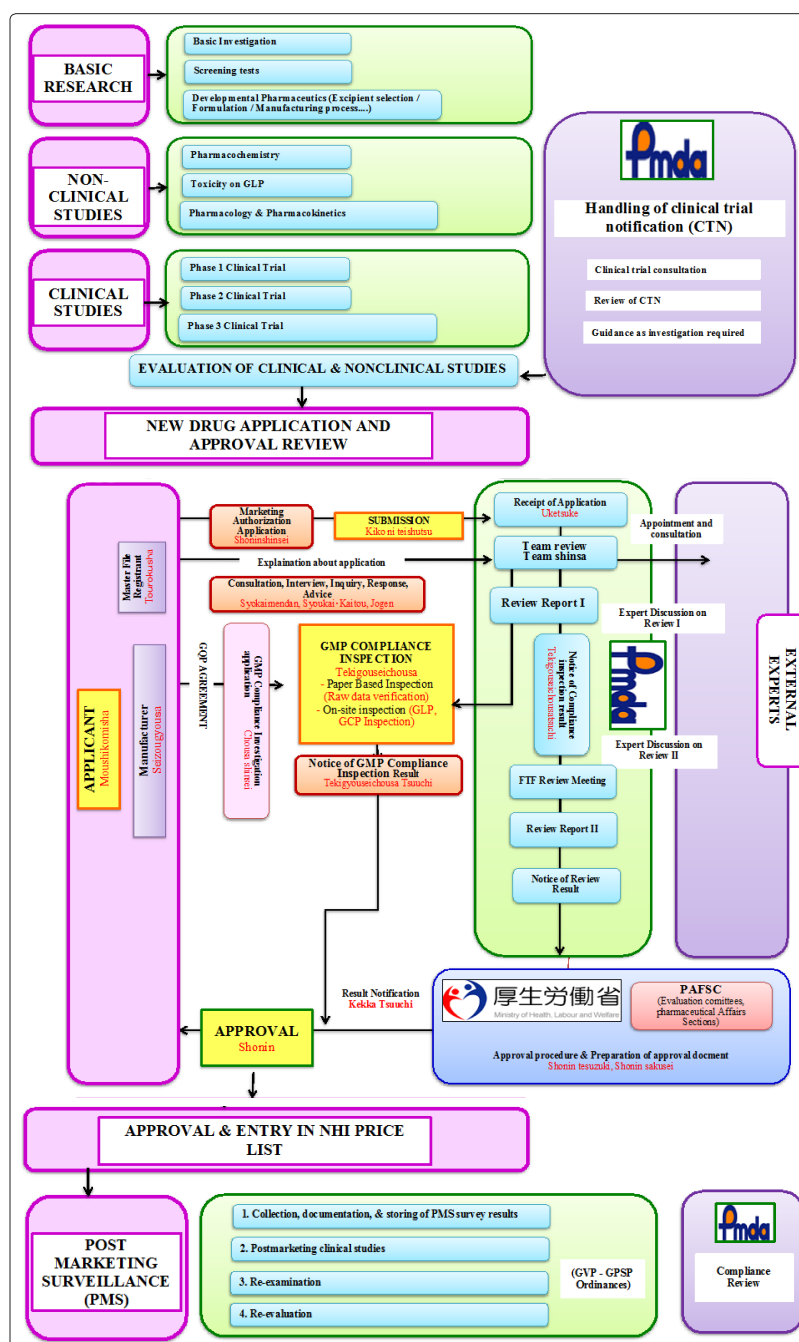 BASIC
RESEARCH
Basic Investigation
Screening tests
Developmental Pharmaceutics (Excipient selection /
Formulation / Manufacturing process....)
NON-
CLINICAL
STUDIES
Pharmacochemistry
Toxicity on GLP
Pharmacology & Pharmacokinetics
CLINICAL
STUDIES
Phase 1 Clinical Trial
Phase 2 Clinical Trial
Phase 3 Clinical Trial
pmda
Handling of clinical trial
notification (CTN)
Clinical trial consultation
Review of CTN
Guidance as investigation required
EVALUATION OF CLINICAL & NONCLINICAL STUDIES
NEW DRUG APPLICATION AND
APPROVAL REVIEW
APPLICANT
Moushikomisha
Master File
Registrant
Tourokusha
Manufacturer
Seizougyousa
Marketing
Authorization
Application
Shoninshinsei
SUBMISSION
Kiko ni teishutsu
Explaination about application
Consultation, Interview, Inquiry, Response,
Advice
Syokaimendan, Syoukai-Kaitou, Jogen
GQP AGREEMENT
GMP Compliance Investigation
application
Chousa shinsei
GMP COMPLIANCE
INSPECTION
Tekigouseichousa
- Paper Based Inspection
(Raw data verification)
- On-site inspection (GLP,
GCP Inspection)
Notice of GMP Compliance
Inspection Result
Tekigyouseichousa Tsuuchi
Receipt of Application
Uketsuke
Team review
Team shinsa
Review Report I
Notice of Compliance
inspection result
FTF Review Meeting
Review Report II
Notice of Review
Result
pmda
Appointment and
consultation
Expert Discussion on
Review I
Expert Discussion on
Review II
EXTERNAL
EXPERTS
Result Notification
Kekka Tsuuchi
APPROVAL
Shonin
厚生労働省
Ministry of Health, Labour and Welfare
PAFSC
(Evaluation comittees,
pharmaceutical Affairs
Sections)
Approval procedure & Preparation of approval docment
Shonin tesuzuki, Shonin sakusei
APPROVAL & ENTRY IN NHI PRICE
LIST
POST
MARKETING
SURVEILLANCE
(PMS)
1. Collection, documentation, & storing of PMS survey results
2. Postmarketing clinical studies
3. Re-examination
4. Re-evaluation
(GVP - GPSP
Ordinances)
pmda
Compliance
Review